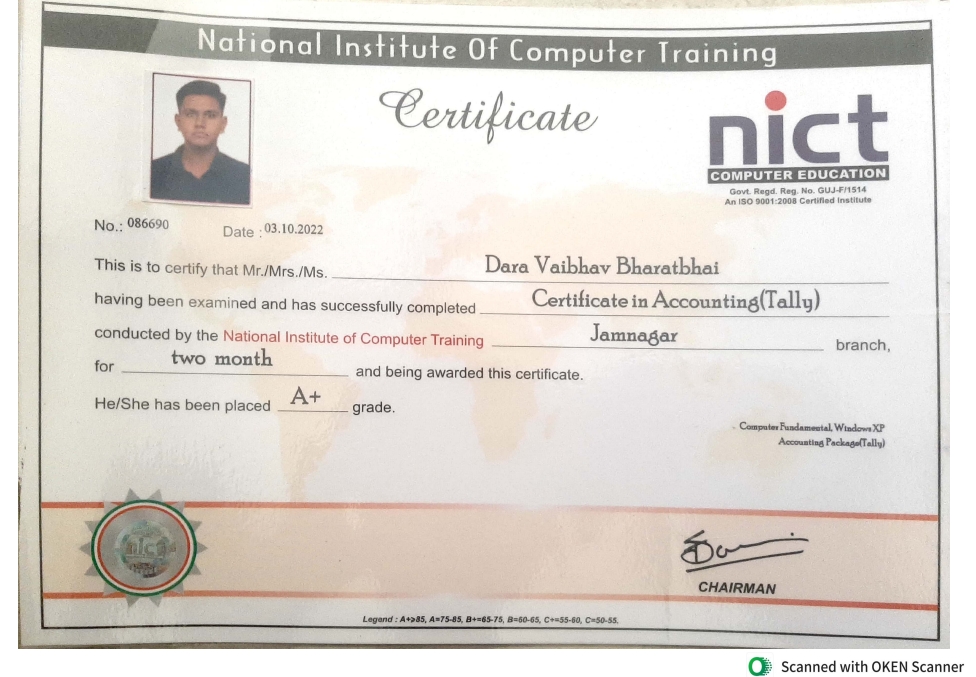 National Institute Of Computer Training
Certificate
nict
COMPUTER EDUCATION
Govt. Regd. Reg. No. GUJ-F/1514
An ISO 9001:2008 Certified Institute
No.: 086690 Date : 03.10.2022
This is to certify that Mr./Mrs./Ms. Dara Vaibhav Bharatbhai
having been examined and has successfully completed Certificate in Accounting(Tally)
conducted by the National Institute of Computer Training Jamnagar branch,
for two month and being awarded this certificate.
He/She has been placed A+ grade.
- Computer Fundamental, Windows XP
Accounting Package(Tally)
nict
CHAIRMAN
Legend : A+>85, A=75-85, B+=65-75, B=60-65, C+=55-60, C=50-55.
Scanned with OKEN Scanner